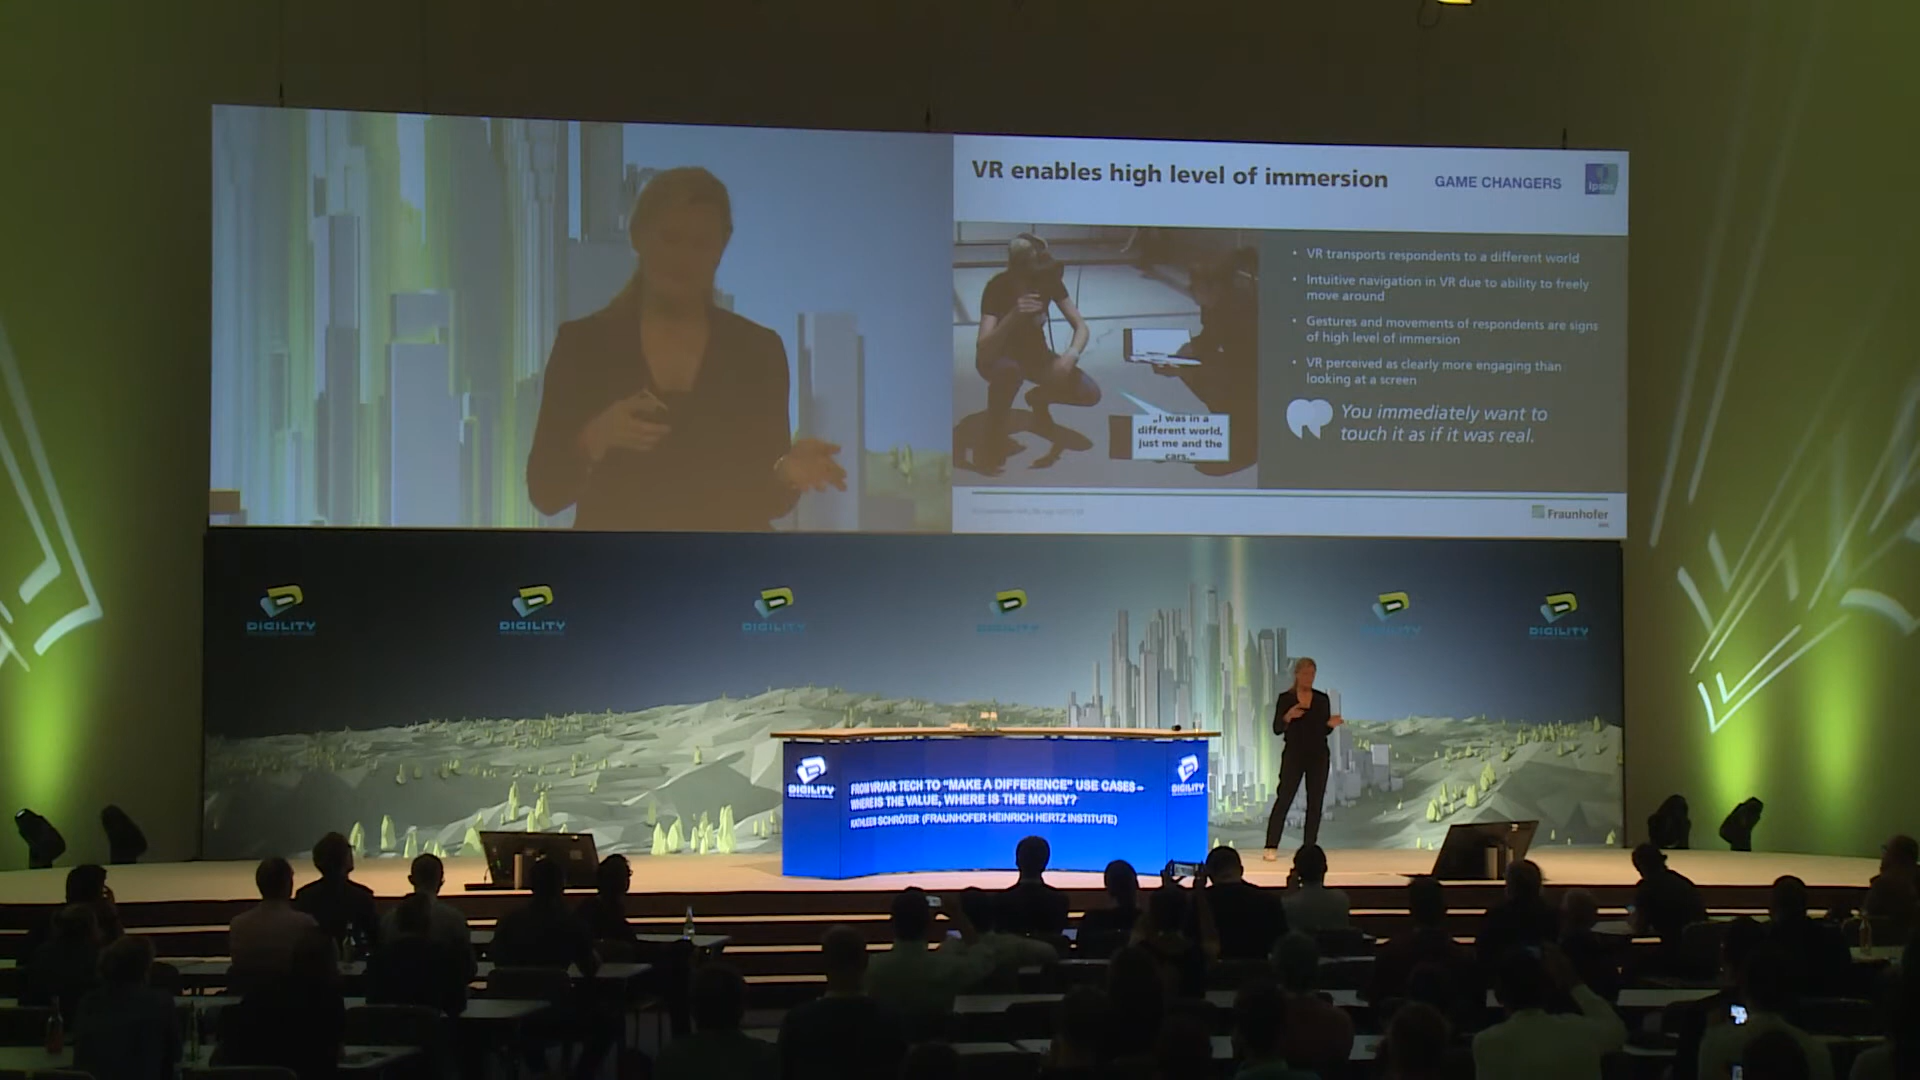 VR enables high level of immersion
GAME CHANGERS
Ipsos
• VR transports respondents to a different world
• Intuitive navigation in VR due to ability to freely
move around
• Gestures and movements of respondents are signs
of high level of immersion
• VR perceived as clearly more engaging than
looking at a screen
You immediately want to
touch it as if it was real.
„I was in a
different world,
just me and the
cars."
Fraunhofer
DIGILITY
DIGILITY
DIGILITY
DIGILITY
DIGILITY
DIGILITY
DIGILITY
DIGILITY
FROM VR/AR TECH TO "MAKE A DIFFERENCE" USE CASES –
WHERE IS THE VALUE, WHERE IS THE MONEY?
KATHLEEN SCHRÖTER (FRAUNHOFER HEINRICH HERTZ INSTITUTE)